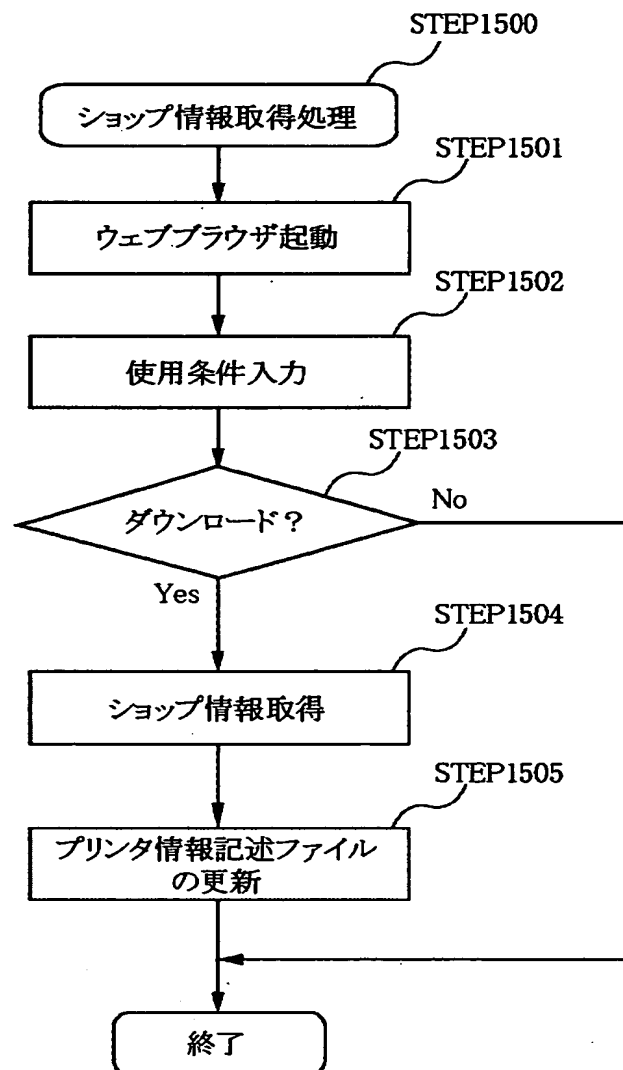 STEP1500
ショップ情報取得処理
STEP1501
ウェブブラウザ起動
STEP1502
使用条件入力
STEP1503
ダウンロード？
No
Yes
STEP1504
ショップ情報取得
STEP1505
プリンタ情報記述ファイル
の更新
終了